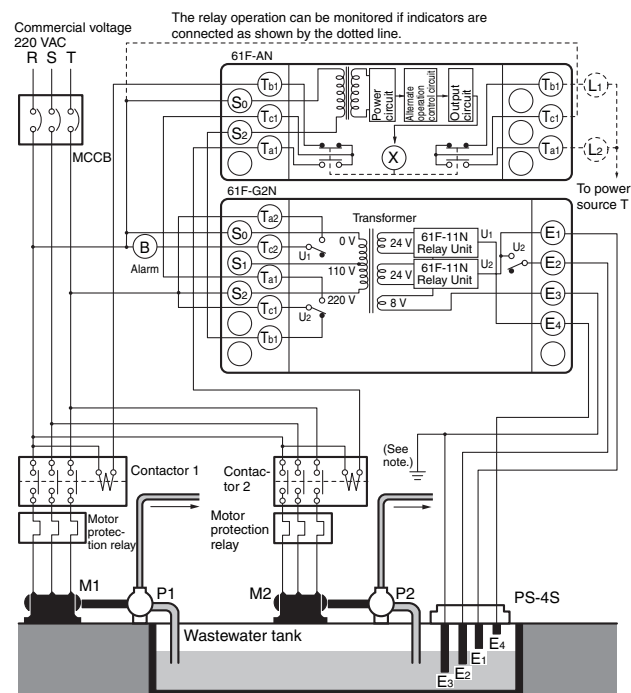 The relay operation can be monitored if indicators are
connected as shown by the dotted line.
Commercial voltage
220 VAC
R S T
MCCB
61F-AN
Tb1
S0
Tc1
S2
Ta1
Power
circuit
Alternate
operation
control circuit
Output
circuit
X
Tb1
Tc1
Ta1
L1
L2
To power
source T
61F-G2N
Ta2
S0
Tc2
S1
Ta1
S2
Tc1
Tb1
B
Alarm
U1
U2
Transformer
0 V
110 V
220 V
24 V
24 V
8 V
61F-11N
Relay Unit
61F-11N
Relay Unit
U1
U2
U2
E1
E2
E3
E4
(See
note.)
Contactor 1
Contac-
tor 2
Motor
protec-
tion relay
Motor
protection
relay
M1
P1
M2
P2
PS-4S
Wastewater tank
E4
E1
E2
E3